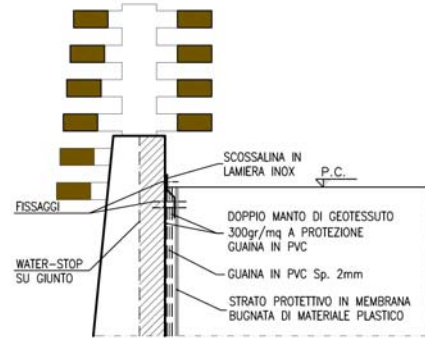 SCOSSALINA IN
LAMIERA INOX
P.C.
FISSAGGI
DOPPIO MANTO DI GEOTESSUTO
300gr/mq A PROTEZIONE
GUAINA IN PVC
WATER-STOP
SU GIUNTO
GUAINA IN PVC Sp. 2mm
STRATO PROTETTIVO IN MEMBRANA
BUGNATA DI MATERIALE PLASTICO